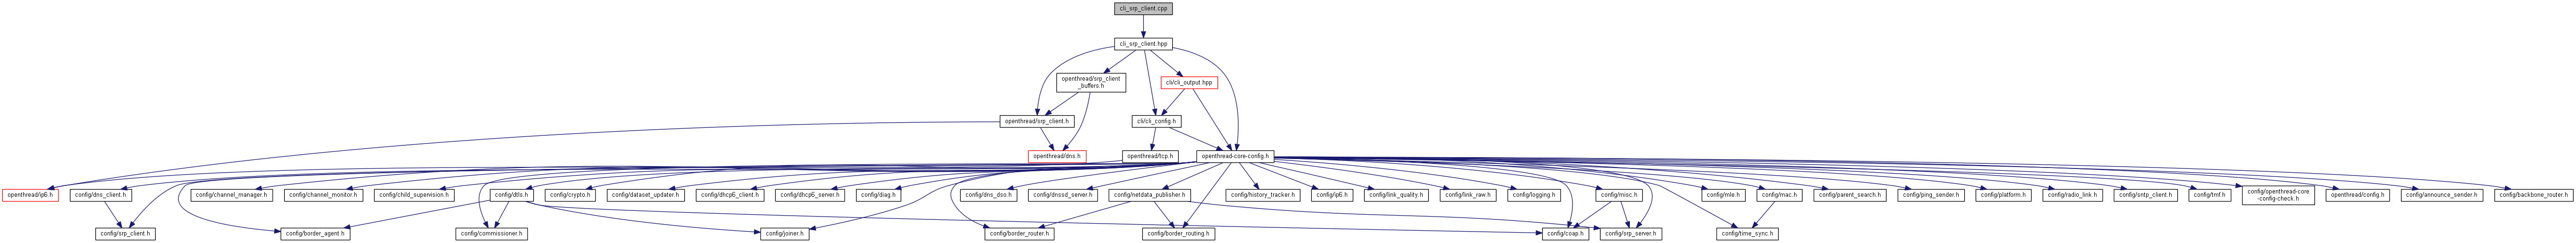 cli_srp_client.cpp
cli_srp_client.hpp
openthread/srp_client
_buffers.h
cli/cli_output.hpp
openthread/srp_client.h
cli/cli_config.h
openthread/dns.h
openthread/tcp.h
openthread-core-config.h
openthread/ip6.h
config/dns_client.h
config/channel_manager.h
config/channel_monitor.h
config/child_supervision.h
config/dtls.h
config/crypto.h
config/dataset_updater.h
config/dhcp6_client.h
config/dhcp6_server.h
config/diag.h
config/dns_dso.h
config/dnssd_server.h
config/netdata_publisher.h
config/history_tracker.h
config/ip6.h
config/link_quality.h
config/link_raw.h
config/logging.h
config/misc.h
config/mle.h
config/mac.h
config/parent_search.h
config/ping_sender.h
config/platform.h
config/radio_link.h
config/sntp_client.h
config/tmf.h
config/openthread-core
-config-check.h
openthread/config.h
config/announce_sender.h
config/backbone_router.h
config/srp_client.h
config/border_agent.h
config/commissioner.h
config/joiner.h
config/border_router.h
config/border_routing.h
config/coap.h
config/srp_server.h
config/time_sync.h